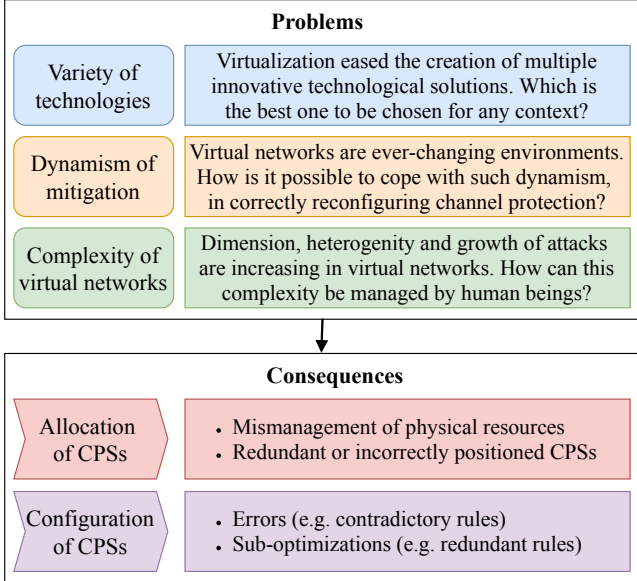 Problems
Variety of
technologies
Virtualization eased the creation of multiple
innovative technological solutions. Which is
the best one to be chosen for any context?
Dynamism of
mitigation
Virtual networks are ever-changing environments.
How is it possible to cope with such dynamism,
in correctly reconfiguring channel protection?
Complexity of
virtual networks
Dimension, heterogenity and growth of attacks
are increasing in virtual networks. How can this
complexity be managed by human beings?
Consequences
Allocation
of CPSs
• Mismanagement of physical resources
• Redundant or incorrectly positioned CPSs
Configuration
of CPSs
• Errors (e.g. contradictory rules)
• Sub-optimizations (e.g. redundant rules)